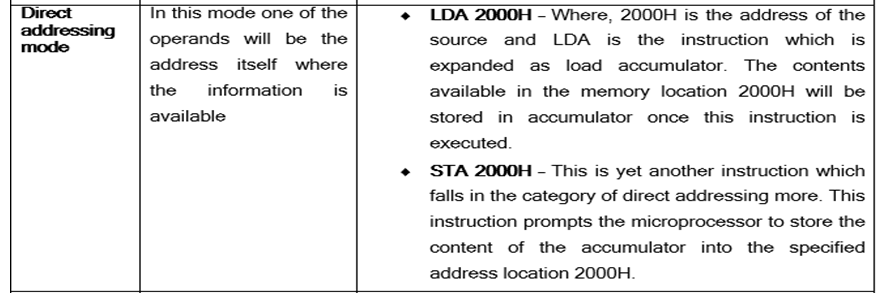 Direct
addressing
mode
In this mode one of the
operands will be the
address itself where
the information is
available
◆ LDA 2000H – Where, 2000H is the address of the
source and LDA is the instruction which is
expanded as load accumulator. The contents
available in the memory location 2000H will be
stored in accumulator once this instruction is
executed.
◆ STA 2000H – This is yet another instruction which
falls in the category of direct addressing more. This
instruction prompts the microprocessor to store the
content of the accumulator into the specified
address location 2000H.